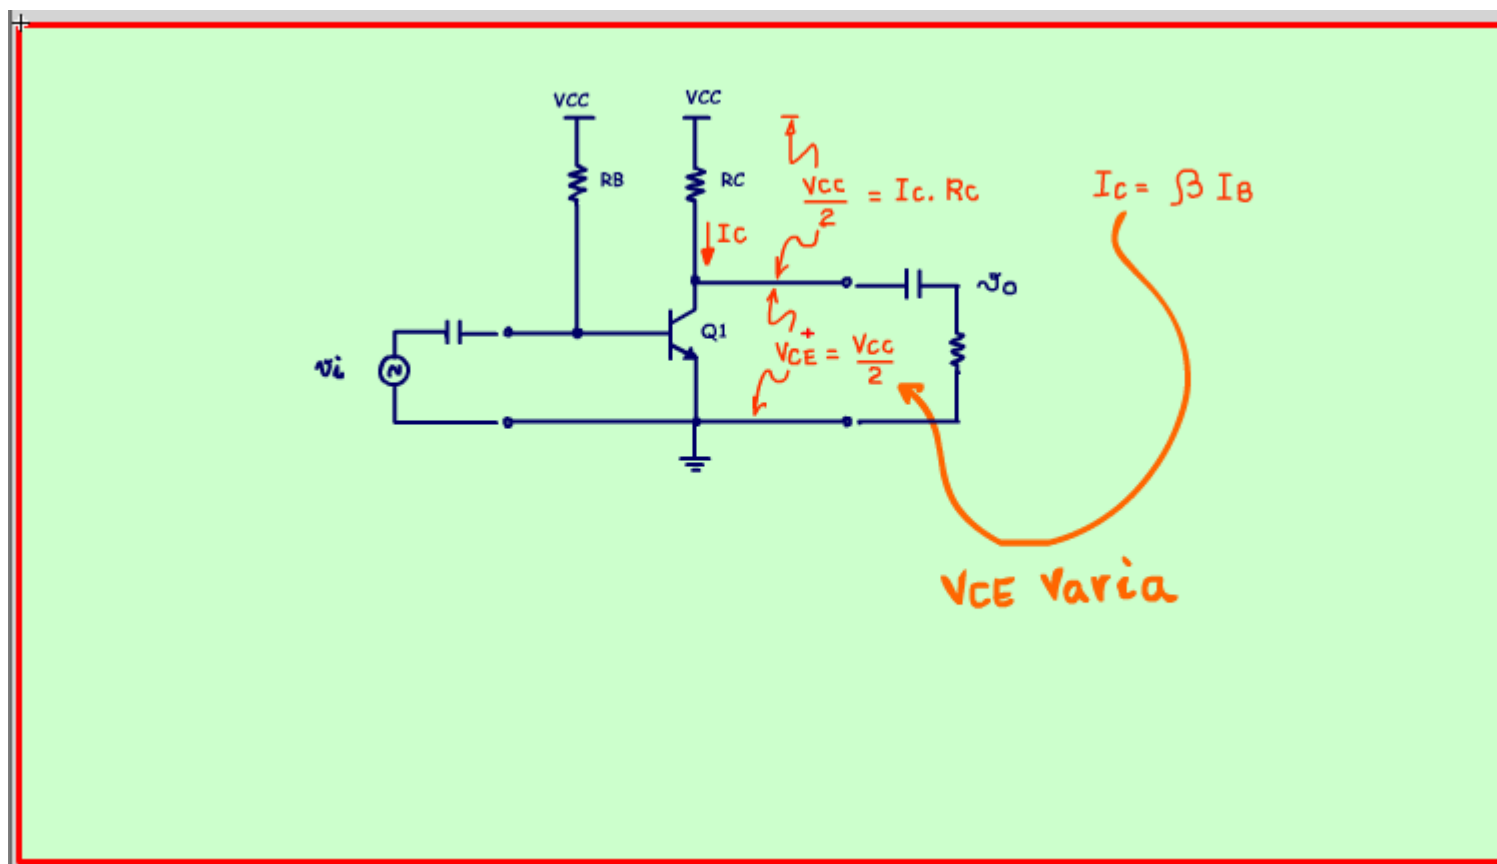 VCC
VCC
RB
RC
VCC/2 = IC. RC
IC = β IB
IC
vo
Q1
+
VCE = VCC/2
vi
VCE Varia